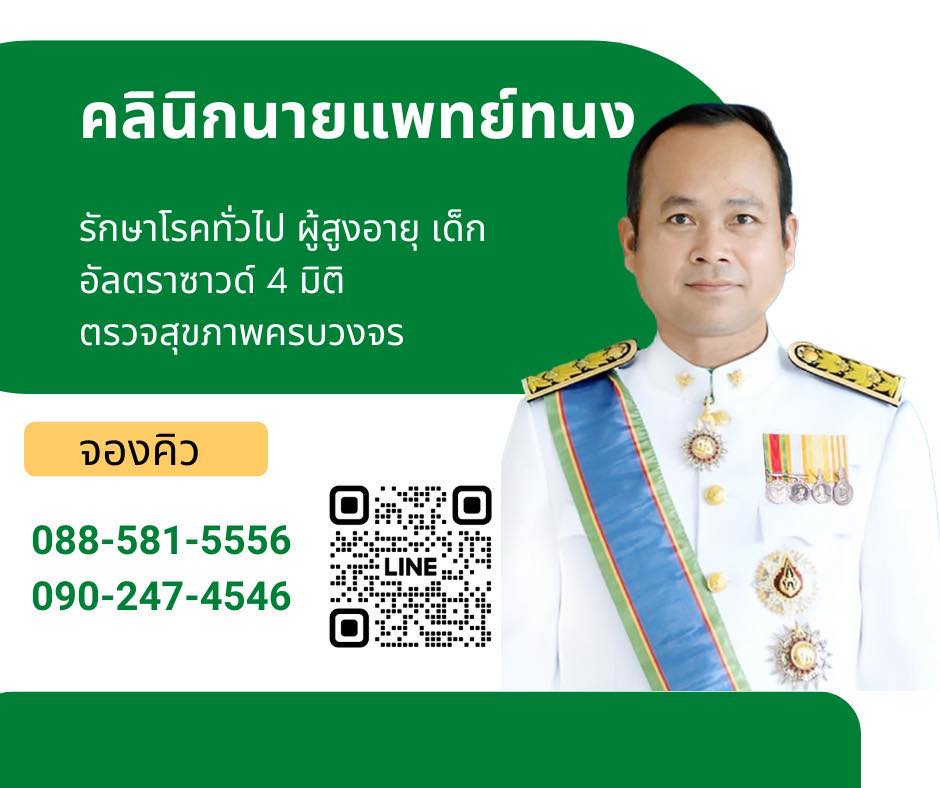 คลินิกนายแพทย์ทนง
รักษาโรคทั่วไป ผู้สูงอายุ เด็ก
อัลตราซาวด์ 4 มิติ
ตรวจสุขภาพครบวงจร
จองคิว
088-581-5556
090-247-4546
LINE